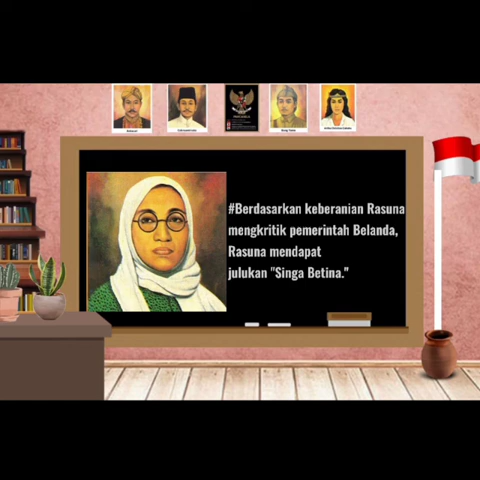 #Berdasarkan keberanian Rasuna
mengkritik pemerintah Belanda,
Rasuna mendapat
julukan "Singa Betina."